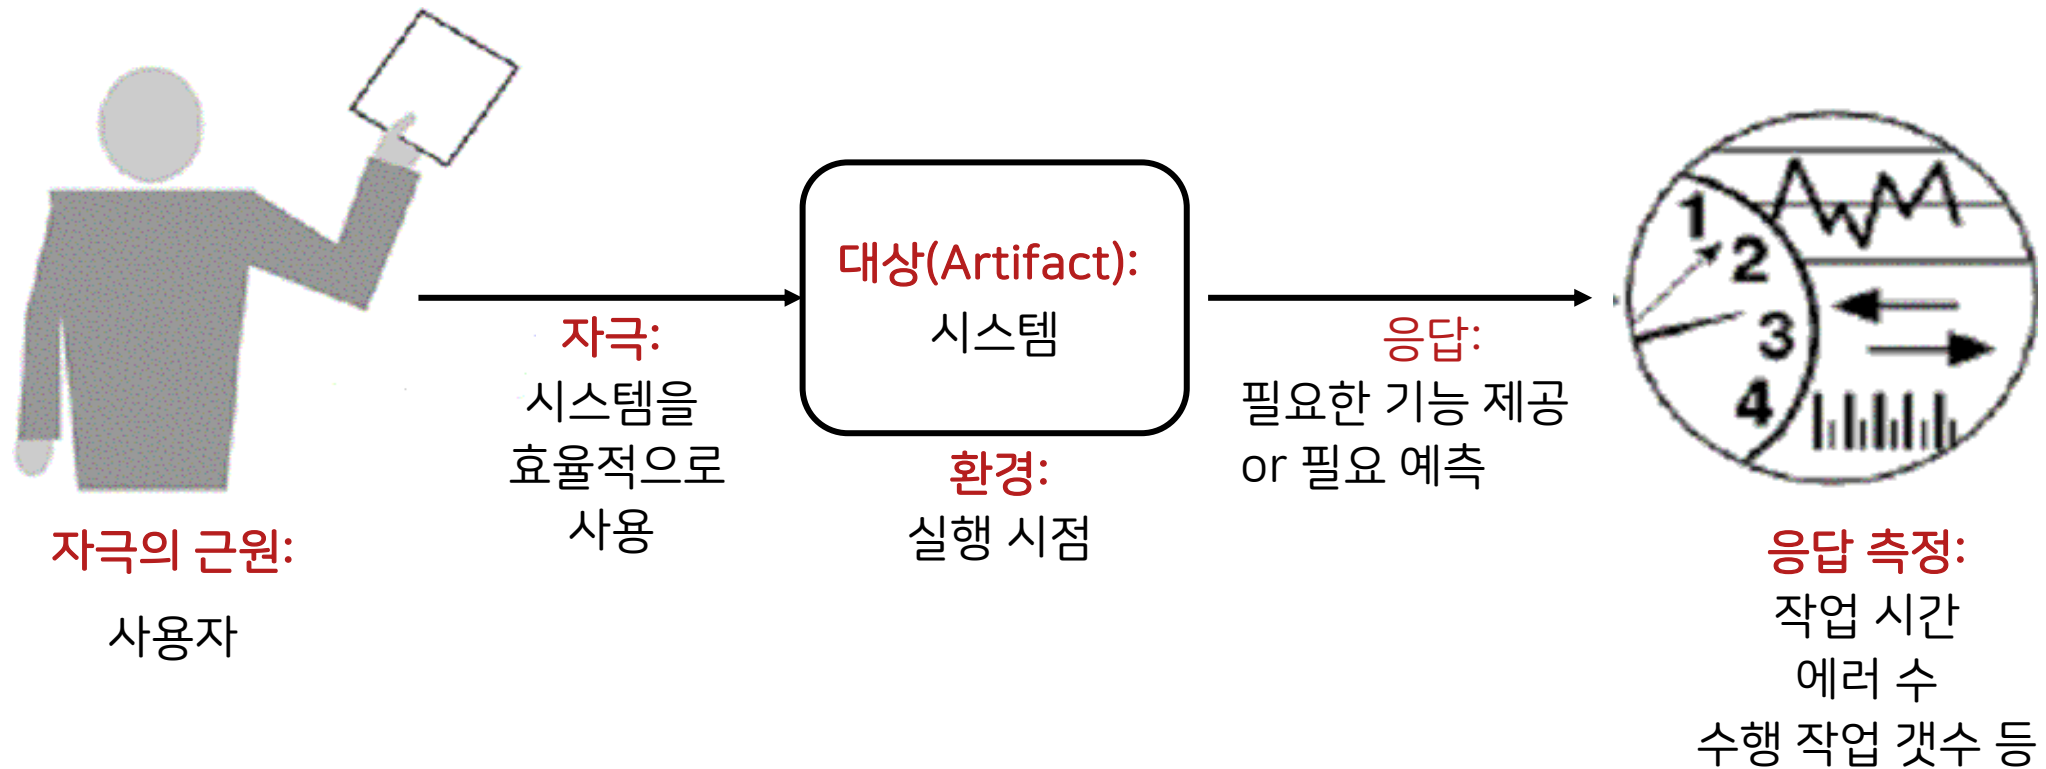 자극의 근원:
사용자
자극:
시스템을
효율적으로
사용
대상(Artifact):
시스템
환경:
실행 시점
응답:
필요한 기능 제공
or 필요 예측
1
2
3
4
응답 측정:
작업 시간
에러 수
수행 작업 갯수 등